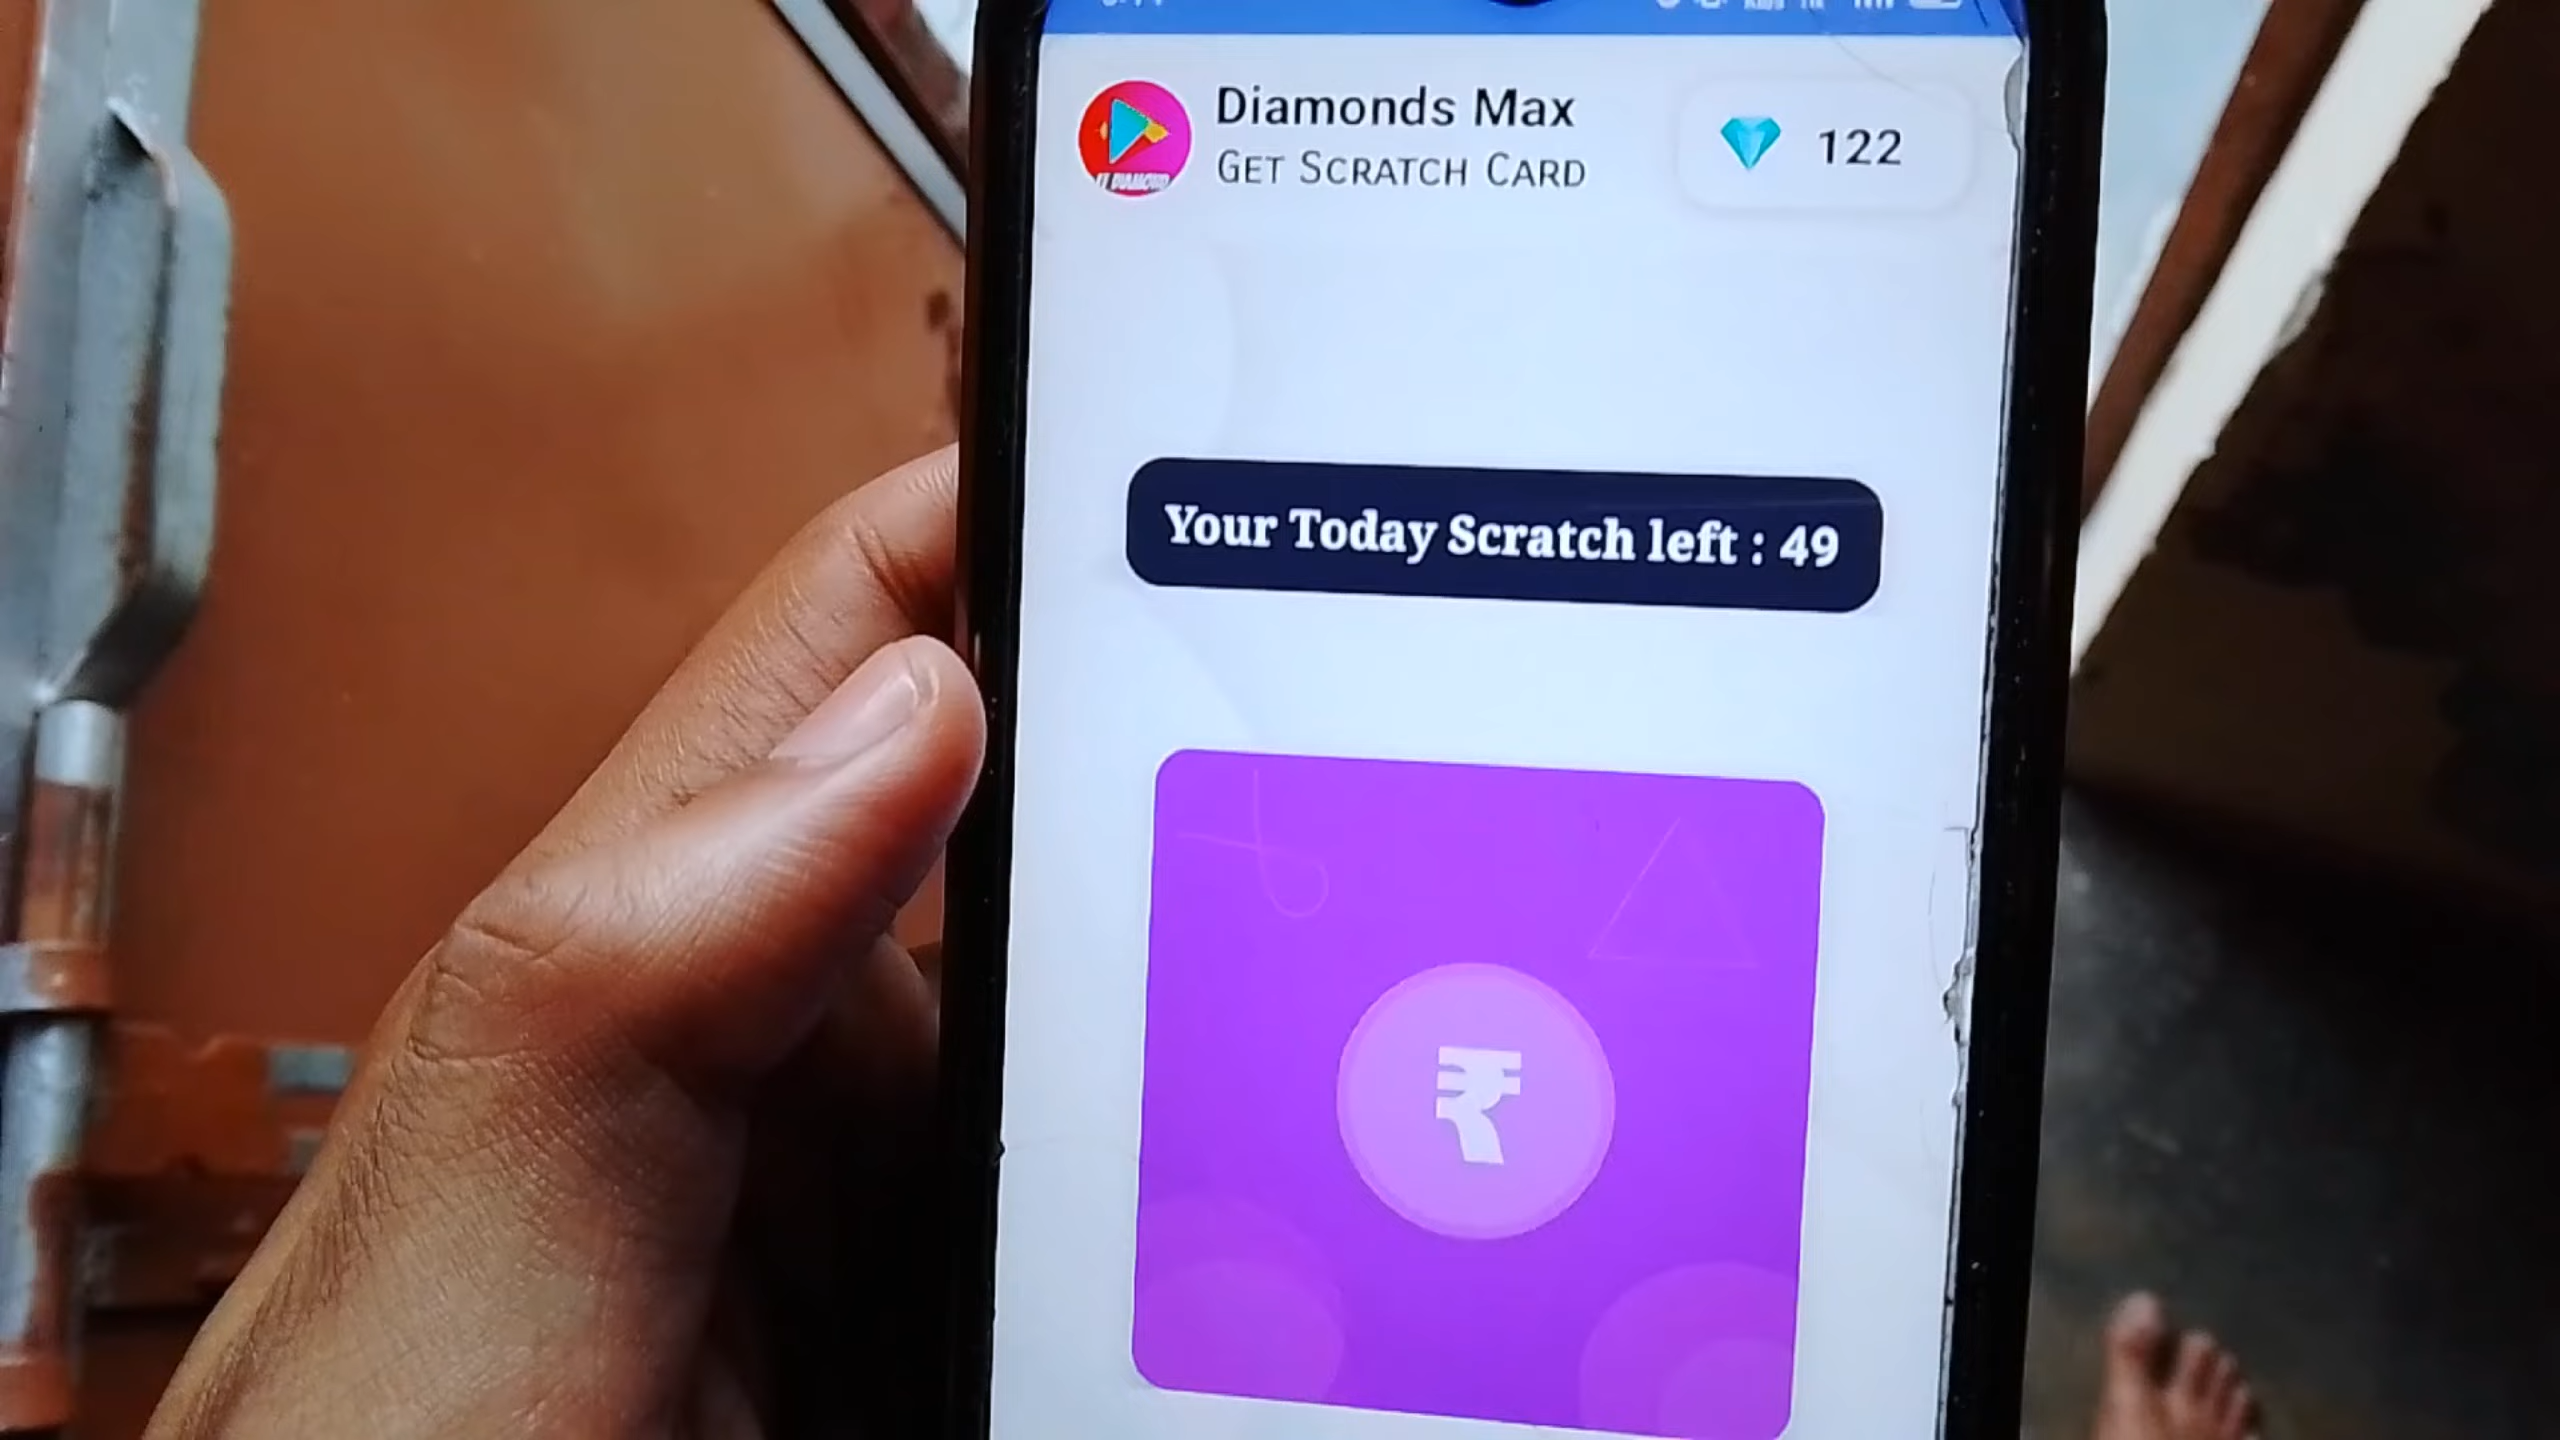 Diamonds Max
GET SCRATCH CARD
122
Your Today Scratch left : 49
₹